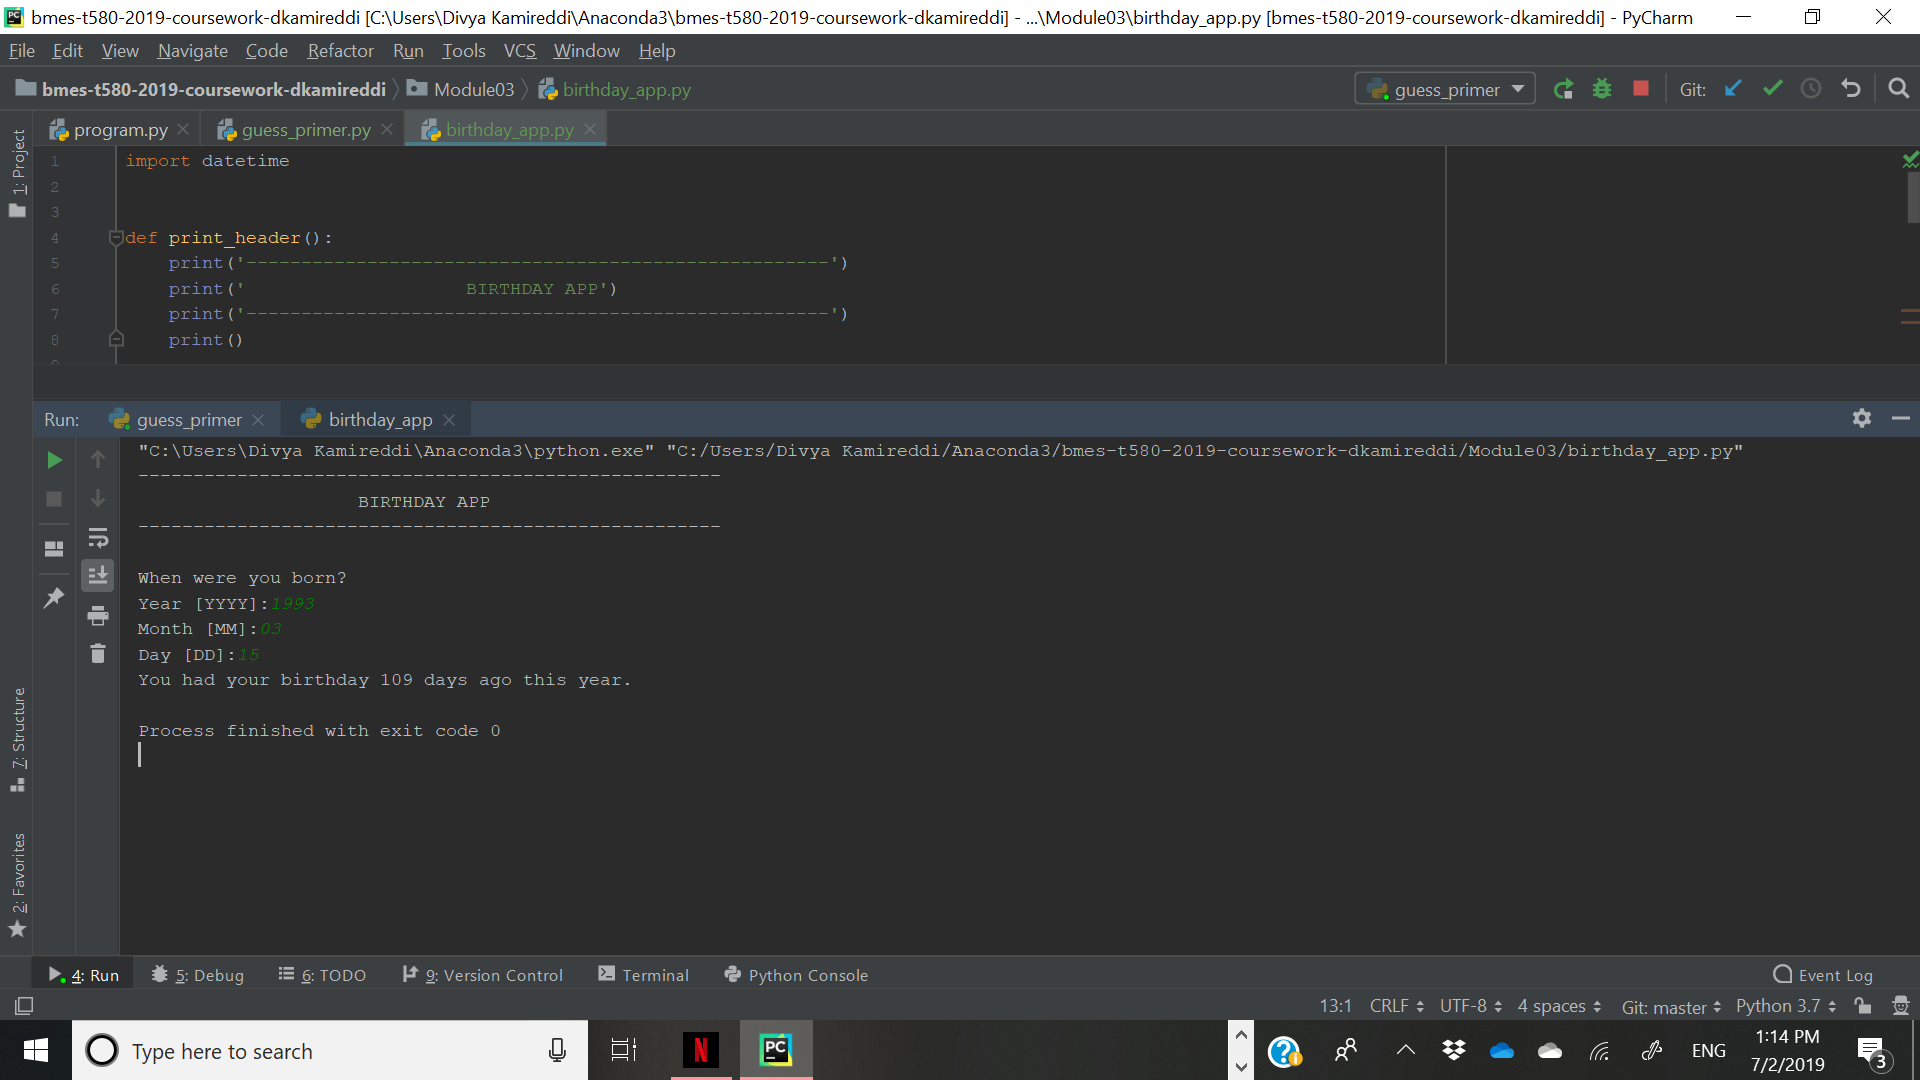 bmes-t580-2019-coursework-dkamireddi [C:\Users\Divya Kamireddi\Anaconda3\bmes-t580-2019-coursework-dkamireddi] - ...\Module03\birthday_app.py [bmes-t580-2019-coursework-dkamireddi] - PyCharm
File Edit View Navigate Code Refactor Run Tools VCS Window Help
bmes-t580-2019-coursework-dkamireddi Module03 birthday_app.py guess_primer Git:
program.py guess_primer.py birthday_app.py
1: Project
1 import datetime
2
3
4 def print_header():
5 print('-----------------------------------------------------')
6 print('                    BIRTHDAY APP')
7 print('-----------------------------------------------------')
8 print()
Run: guess_primer birthday_app
"C:\Users\Divya Kamireddi\Anaconda3\python.exe" "C:/Users/Divya Kamireddi/Anaconda3/bmes-t580-2019-coursework-dkamireddi/Module03/birthday_app.py"
-----------------------------------------------------
BIRTHDAY APP
-----------------------------------------------------
When were you born?
Year [YYYY]:1993
Month [MM]:03
Day [DD]:15
You had your birthday 109 days ago this year.
Process finished with exit code 0
7: Structure
2: Favorites
4: Run 5: Debug 6: TODO 9: Version Control Terminal Python Console Event Log
13:1 CRLF UTF-8 4 spaces Git: master Python 3.7
Type here to search
N
PC
ENG
1:14 PM
7/2/2019
3